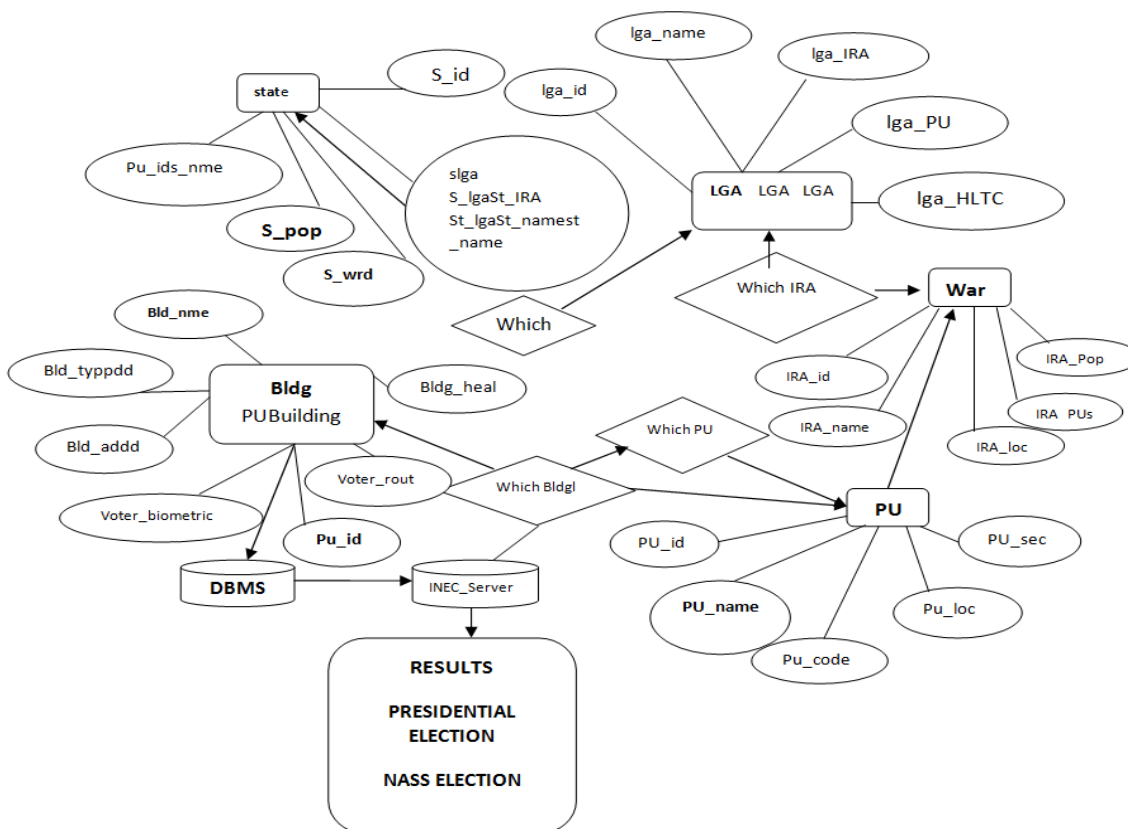 lga_name
lga_IRA
S_id
state
lga_id
lga_PU
Pu_ids_nme
slga
S_lgaSt_IRA
St_lgaSt_namest
_name
LGA LGA LGA
lga_HLTC
S_pop
S_wrd
Which
Which IRA
War
Bld_nme
Bld_typpdd
Bldg
PUBuilding
Bldg_heal
IRA_id
IRA_Pop
IRA_name
IRA PUs
IRA_loc
Bld_addd
Which PU
Voter_rout
Which Bldgl
Voter_biometric
Pu_id
PU
PU_id
PU_sec
DBMS
INEC_Server
PU_name
Pu_loc
Pu_code
RESULTS
PRESIDENTIAL
ELECTION
NASS ELECTION